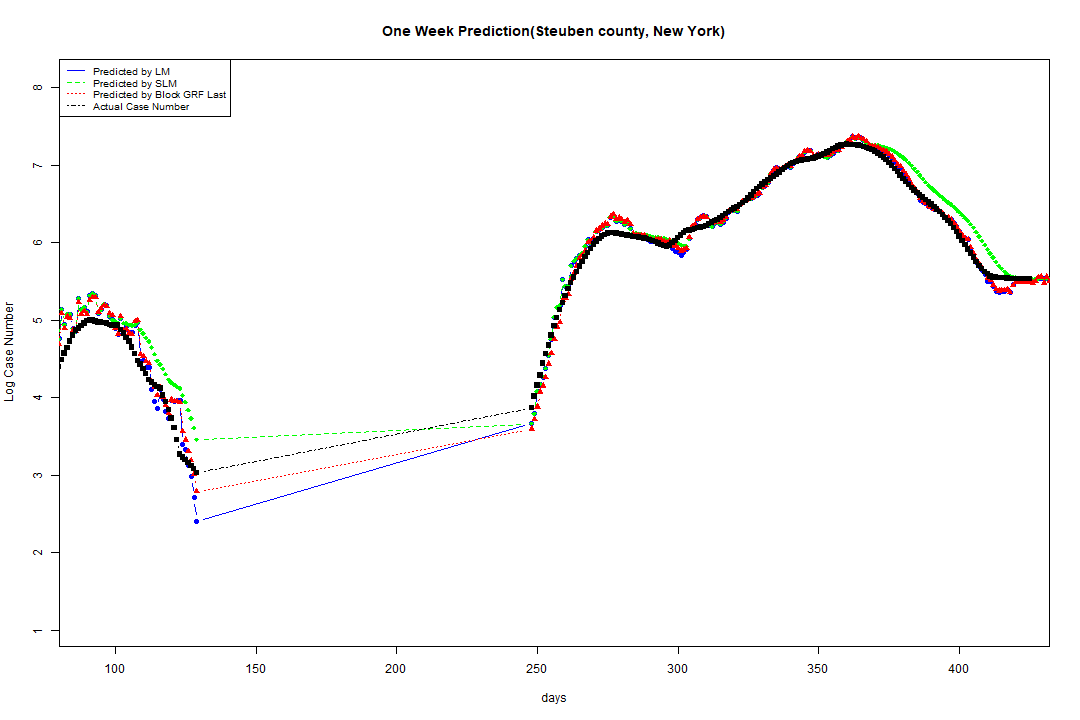 One Week Prediction(Steuben county, New York)
Predicted by LM
Predicted by SLM
Predicted by Block GRF Last
Actual Case Number
8
7
6
5
4
3
2
1
Log Case Number
100 150 200 250 300 350 400
days